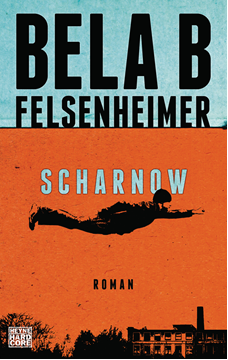 BELA B
FELSENHEIMER
SCHARNOW
ROMAN
HEYNE
HARD
CORE